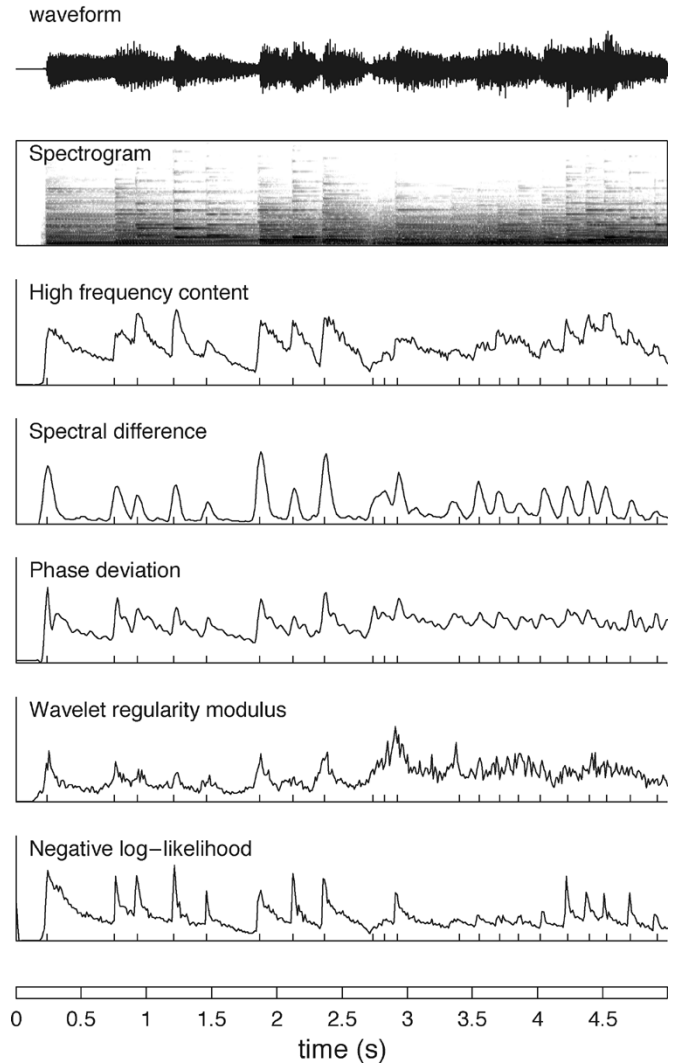 waveform
Spectrogram
High frequency content
Spectral difference
Phase deviation
Wavelet regularity modulus
Negative log−likelihood
0 0.5 1 1.5 2 2.5 3 3.5 4 4.5
time (s)